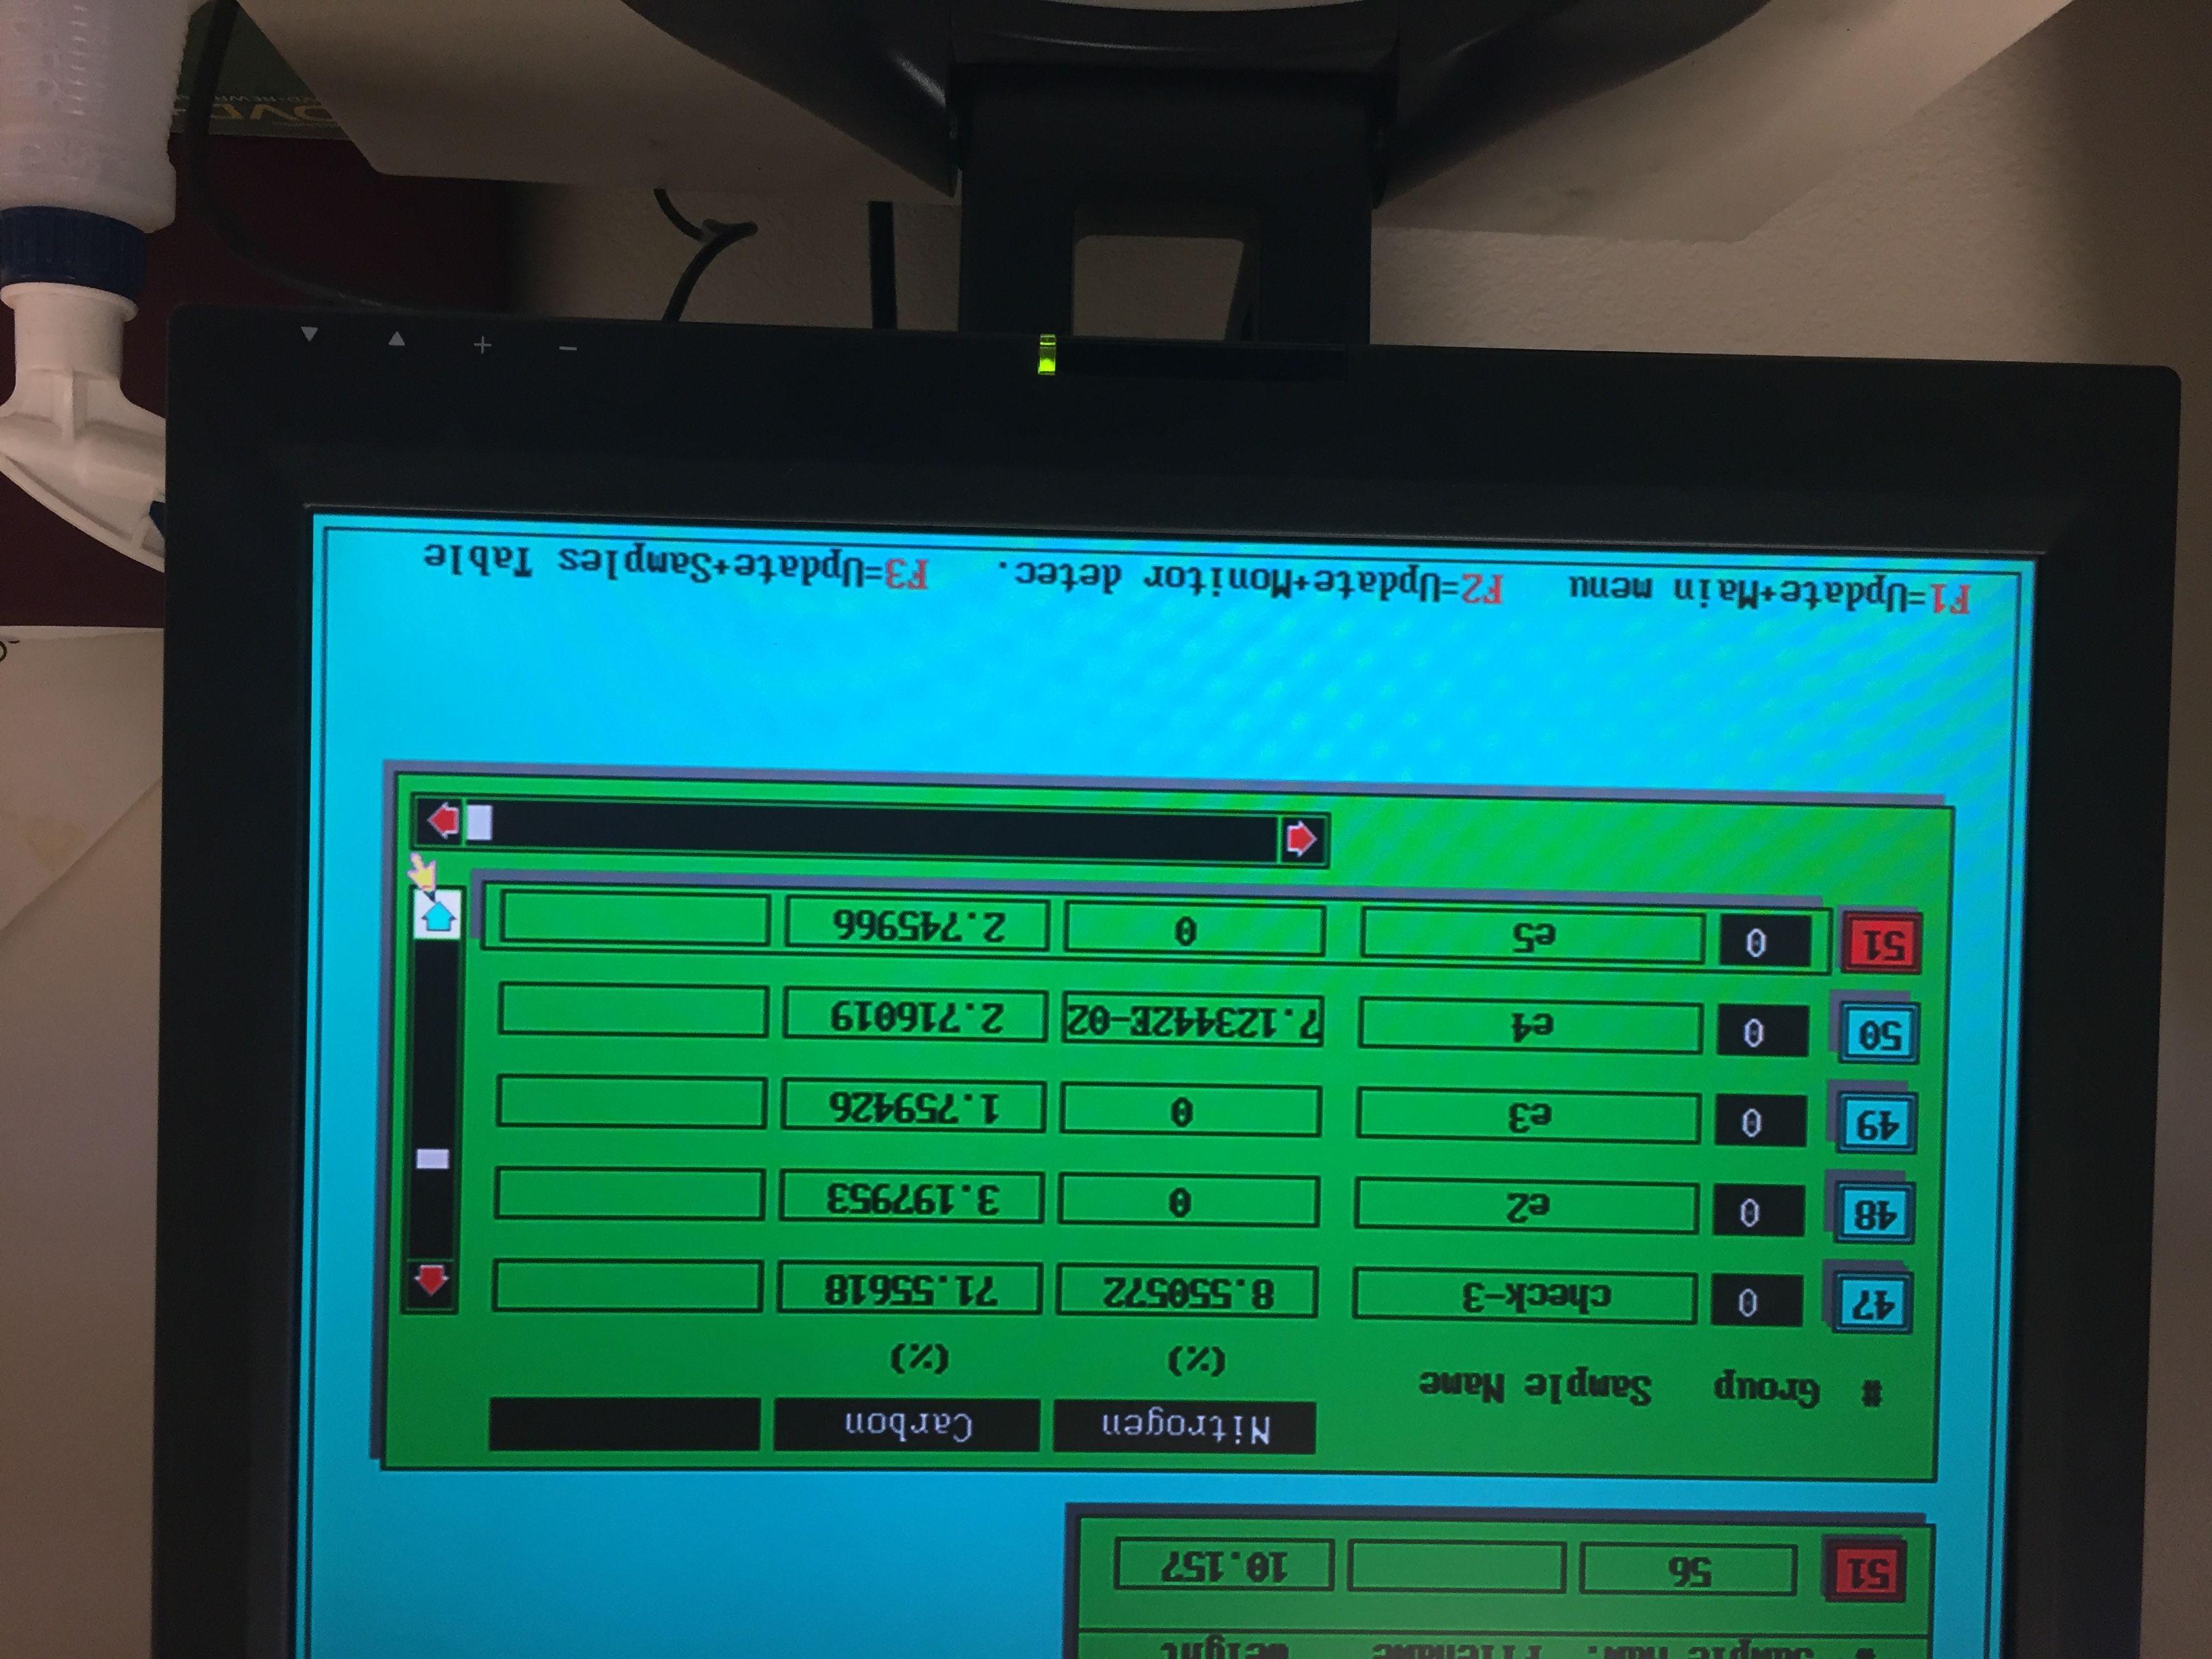 # Sample Nam. Filename Weight
51 56 10.157
Nitrogen Carbon
# Group Sample Name (%) (%)
47 0 check-3 8.550572 71.55618
48 0 e2 0 3.197953
49 0 e3 0 1.759426
50 0 e4 7.123442E-02 2.716019
51 0 e5 0 2.745966
F1=Update+Main menu F2=Update+Monitor detec. F3=Update+Samples Table
- + ▼ ▲